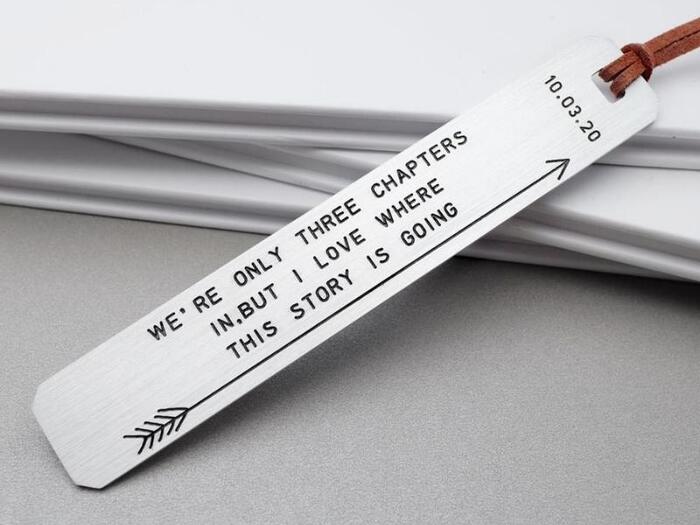 WE'RE ONLY THREE CHAPTERS
IN,BUT I LOVE WHERE
THIS STORY IS GOING
10.03.20